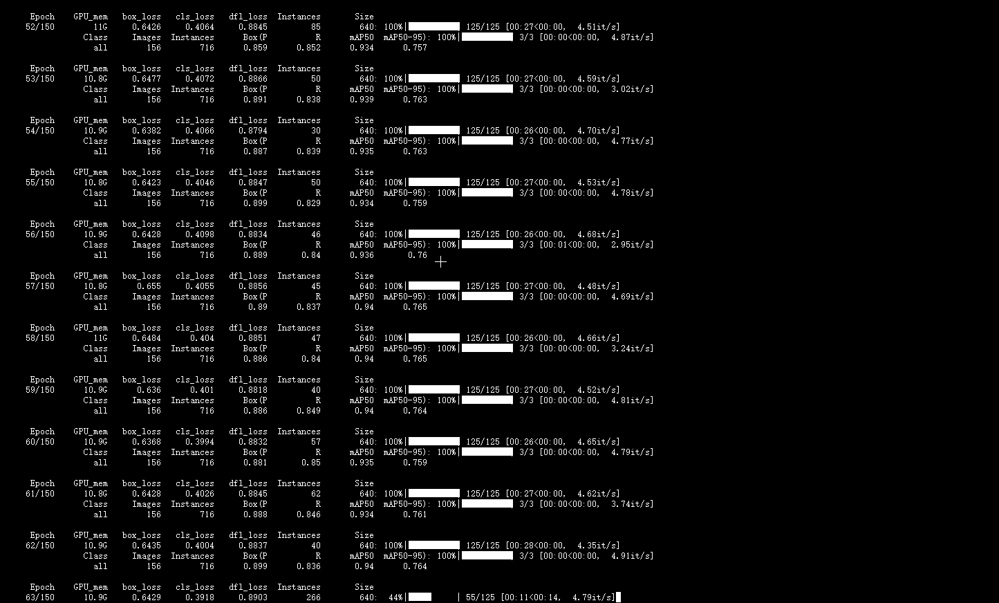 Epoch GPU_mem box_loss cls_loss dfl_loss Instances Size
52/150 11G 0.6426 0.4064 0.8845 85 640: 100%| | 125/125 [00:27<00:00, 4.51it/s]
Class Images Instances Box(P R mAP50 mAP50-95): 100%| | 3/3 [00:00<00:00, 4.87it/s]
all 156 716 0.859 0.852 0.934 0.757
Epoch GPU_mem box_loss cls_loss dfl_loss Instances Size
53/150 10.8G 0.6477 0.4072 0.8866 50 640: 100%| | 125/125 [00:27<00:00, 4.59it/s]
Class Images Instances Box(P R mAP50 mAP50-95): 100%| | 3/3 [00:00<00:00, 3.02it/s]
all 156 716 0.891 0.838 0.939 0.763
Epoch GPU_mem box_loss cls_loss dfl_loss Instances Size
54/150 10.9G 0.6382 0.4066 0.8794 30 640: 100%| | 125/125 [00:26<00:00, 4.70it/s]
Class Images Instances Box(P R mAP50 mAP50-95): 100%| | 3/3 [00:00<00:00, 4.77it/s]
all 156 716 0.887 0.839 0.935 0.763
Epoch GPU_mem box_loss cls_loss dfl_loss Instances Size
55/150 10.8G 0.6423 0.4046 0.8847 50 640: 100%| | 125/125 [00:27<00:00, 4.53it/s]
Class Images Instances Box(P R mAP50 mAP50-95): 100%| | 3/3 [00:00<00:00, 4.78it/s]
all 156 716 0.899 0.829 0.934 0.759
Epoch GPU_mem box_loss cls_loss dfl_loss Instances Size
56/150 10.9G 0.6428 0.4098 0.8834 46 640: 100%| | 125/125 [00:26<00:00, 4.68it/s]
Class Images Instances Box(P R mAP50 mAP50-95): 100%| | 3/3 [00:01<00:00, 2.95it/s]
all 156 716 0.889 0.84 0.936 0.76
Epoch GPU_mem box_loss cls_loss dfl_loss Instances Size
57/150 10.8G 0.655 0.4055 0.8856 45 640: 100%| | 125/125 [00:27<00:00, 4.48it/s]
Class Images Instances Box(P R mAP50 mAP50-95): 100%| | 3/3 [00:00<00:00, 4.69it/s]
all 156 716 0.89 0.837 0.94 0.765
Epoch GPU_mem box_loss cls_loss dfl_loss Instances Size
58/150 11G 0.6484 0.404 0.8851 47 640: 100%| | 125/125 [00:26<00:00, 4.66it/s]
Class Images Instances Box(P R mAP50 mAP50-95): 100%| | 3/3 [00:00<00:00, 3.24it/s]
all 156 716 0.886 0.84 0.94 0.765
Epoch GPU_mem box_loss cls_loss dfl_loss Instances Size
59/150 10.9G 0.636 0.401 0.8818 40 640: 100%| | 125/125 [00:27<00:00, 4.52it/s]
Class Images Instances Box(P R mAP50 mAP50-95): 100%| | 3/3 [00:00<00:00, 4.81it/s]
all 156 716 0.886 0.849 0.94 0.764
Epoch GPU_mem box_loss cls_loss dfl_loss Instances Size
60/150 10.9G 0.6368 0.3994 0.8832 57 640: 100%| | 125/125 [00:26<00:00, 4.65it/s]
Class Images Instances Box(P R mAP50 mAP50-95): 100%| | 3/3 [00:00<00:00, 4.79it/s]
all 156 716 0.881 0.85 0.935 0.759
Epoch GPU_mem box_loss cls_loss dfl_loss Instances Size
61/150 10.8G 0.6428 0.4026 0.8845 62 640: 100%| | 125/125 [00:27<00:00, 4.62it/s]
Class Images Instances Box(P R mAP50 mAP50-95): 100%| | 3/3 [00:00<00:00, 3.74it/s]
all 156 716 0.888 0.846 0.934 0.761
Epoch GPU_mem box_loss cls_loss dfl_loss Instances Size
62/150 10.9G 0.6435 0.4004 0.8837 40 640: 100%| | 125/125 [00:28<00:00, 4.35it/s]
Class Images Instances Box(P R mAP50 mAP50-95): 100%| | 3/3 [00:00<00:00, 4.91it/s]
all 156 716 0.899 0.836 0.94 0.764
Epoch GPU_mem box_loss cls_loss dfl_loss Instances Size
63/150 10.9G 0.6429 0.3918 0.8903 266 640: 44%| | 55/125 [00:11<00:14, 4.79it/s]